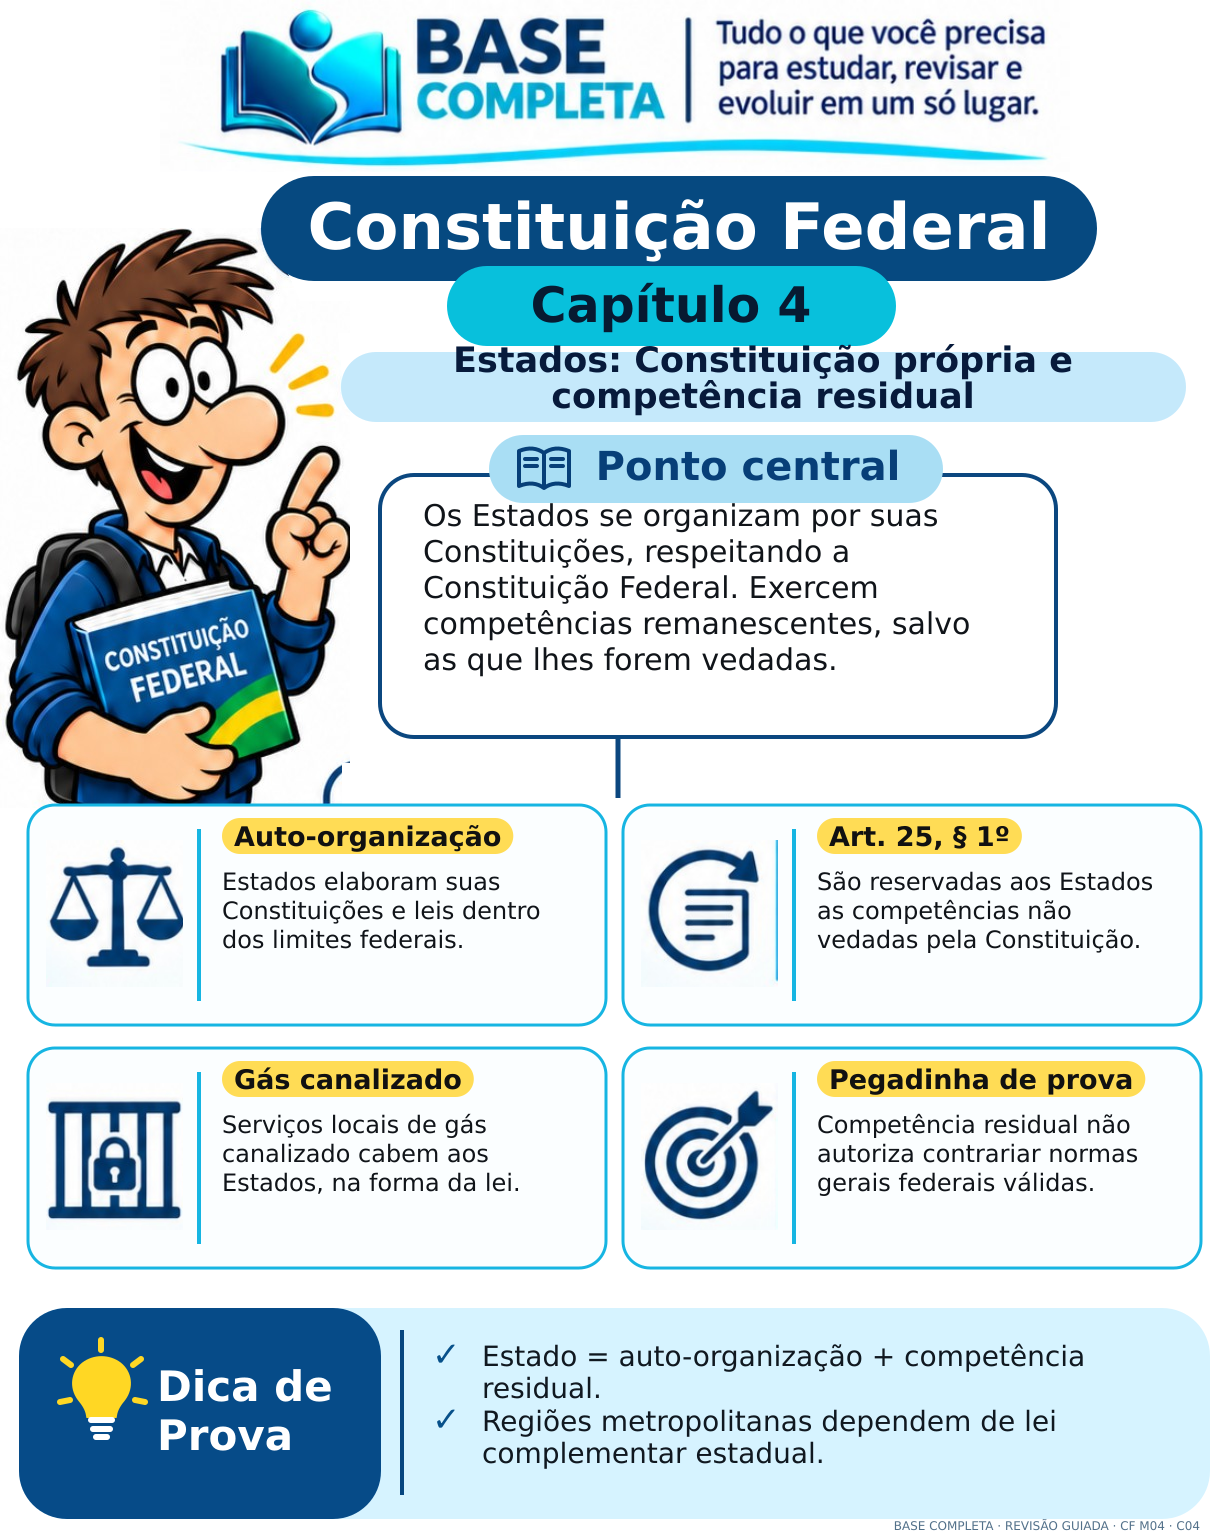 BASE
COMPLETA
Tudo o que você precisa
para estudar, revisar e
evoluir em um só lugar.
Constituição Federal
Capítulo 4
Estados: Constituição própria e
competência residual
Ponto central
Os Estados se organizam por suas
Constituições, respeitando a
Constituição Federal. Exercem
competências remanescentes, salvo
as que lhes forem vedadas.
CONSTITUIÇÃO
FEDERAL
Auto-organização
Estados elaboram suas
Constituições e leis dentro
dos limites federais.
Art. 25, § 1º
São reservadas aos Estados
as competências não
vedadas pela Constituição.
Gás canalizado
Serviços locais de gás
canalizado cabem aos
Estados, na forma da lei.
Pegadinha de prova
Competência residual não
autoriza contrariar normas
gerais federais válidas.
Dica de
Prova
✓ Estado = auto-organização + competência
residual.
✓ Regiões metropolitanas dependem de lei
complementar estadual.
BASE COMPLETA · REVISÃO GUIADA · CF M04 · C04